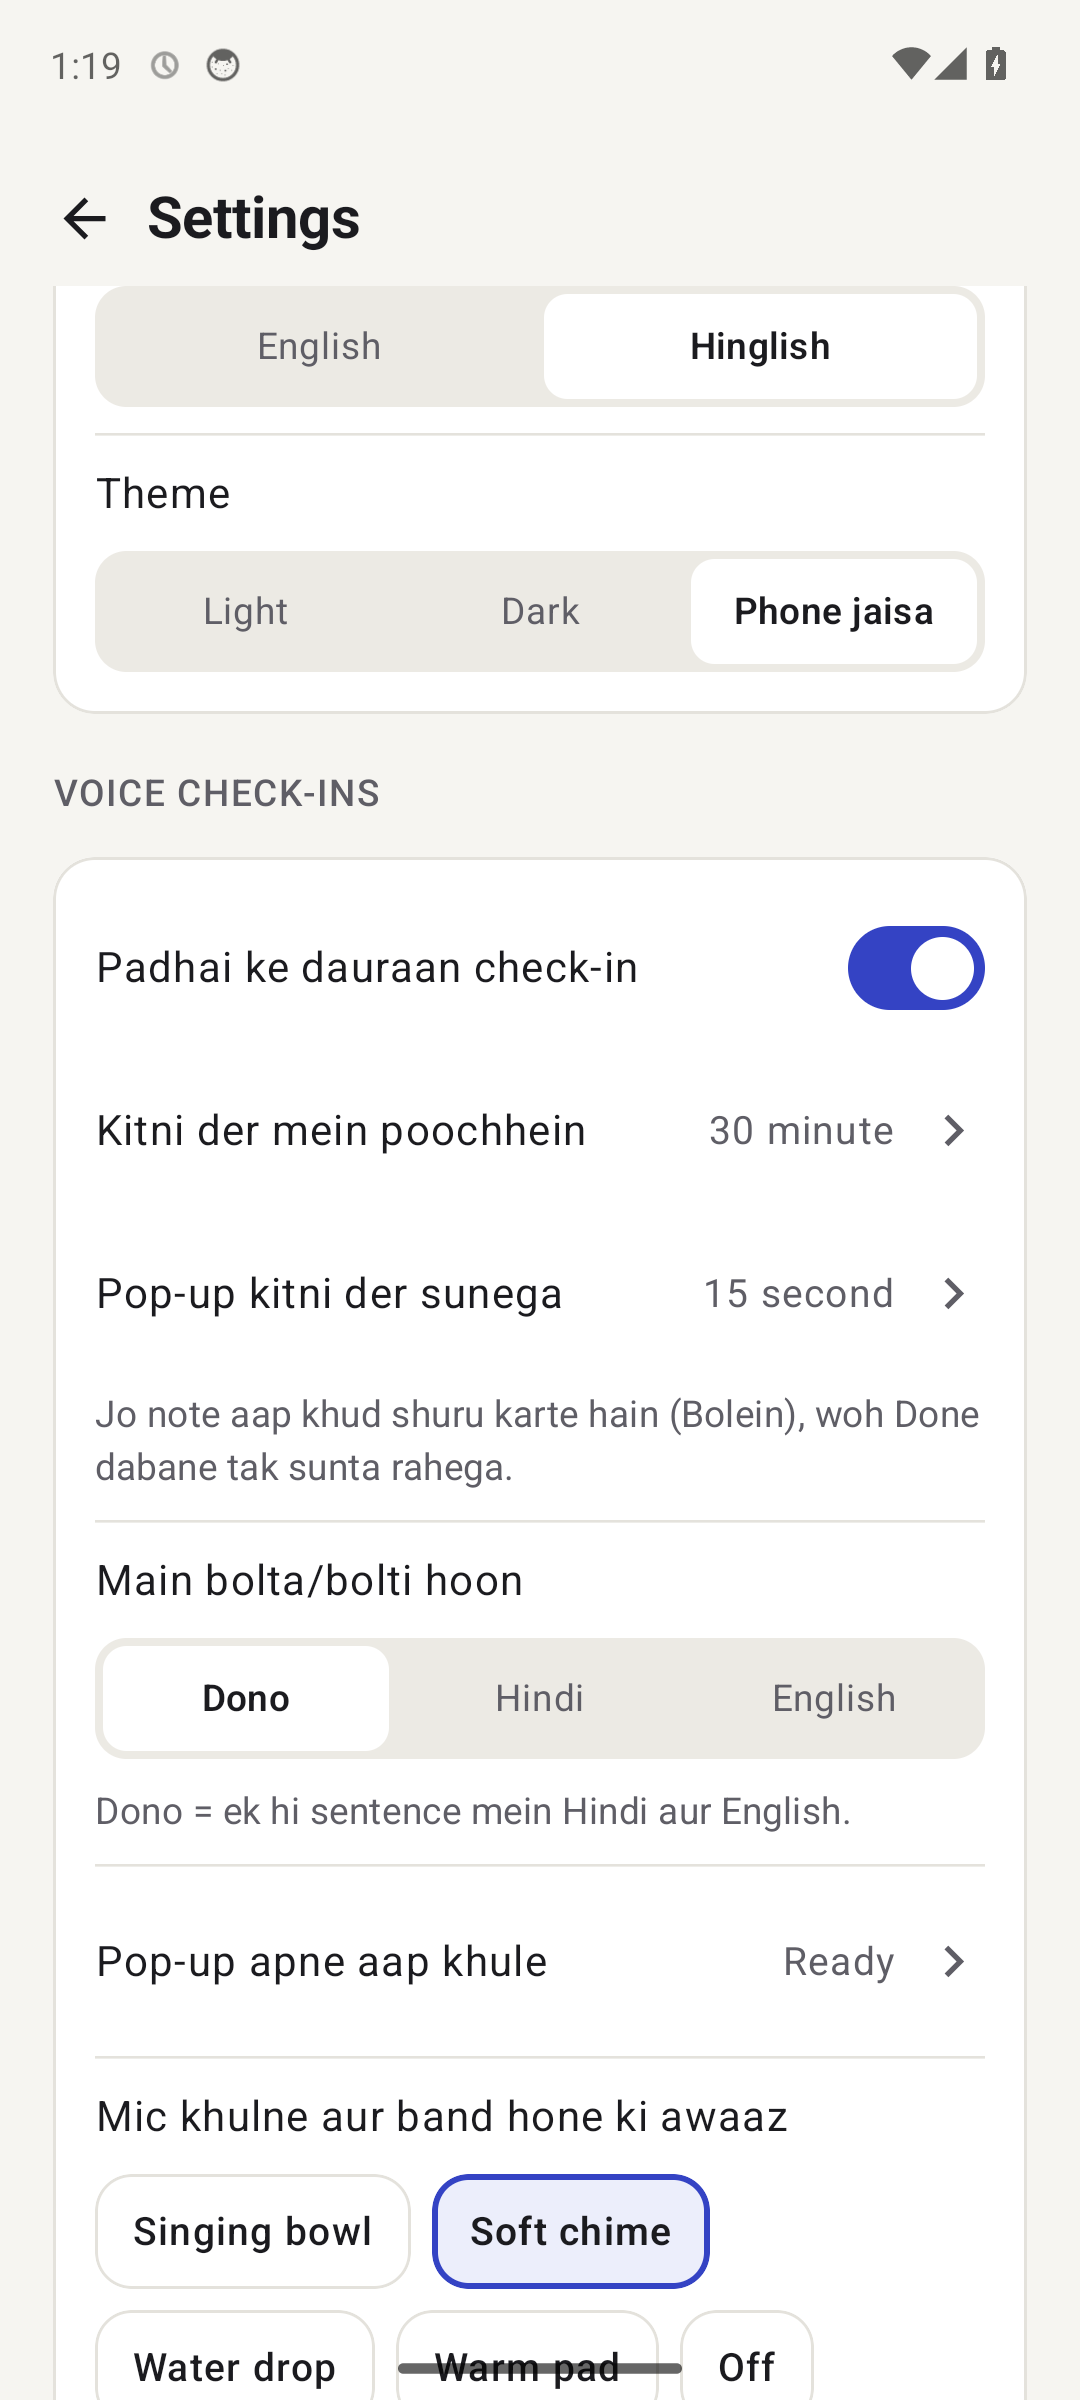 1:19
Settings
English
Hinglish
Theme
Light
Dark
Phone jaisa
VOICE CHECK-INS
Padhai ke dauraan check-in
Kitni der mein poochhein
30 minute
Pop-up kitni der sunega
15 second
Jo note aap khud shuru karte hain (Bolein), woh Done
dabane tak sunta rahega.
Main bolta/bolti hoon
Dono
Hindi
English
Dono = ek hi sentence mein Hindi aur English.
Pop-up apne aap khule
Ready
Mic khulne aur band hone ki awaaz
Singing bowl
Soft chime
Water drop
Warm pad
Off